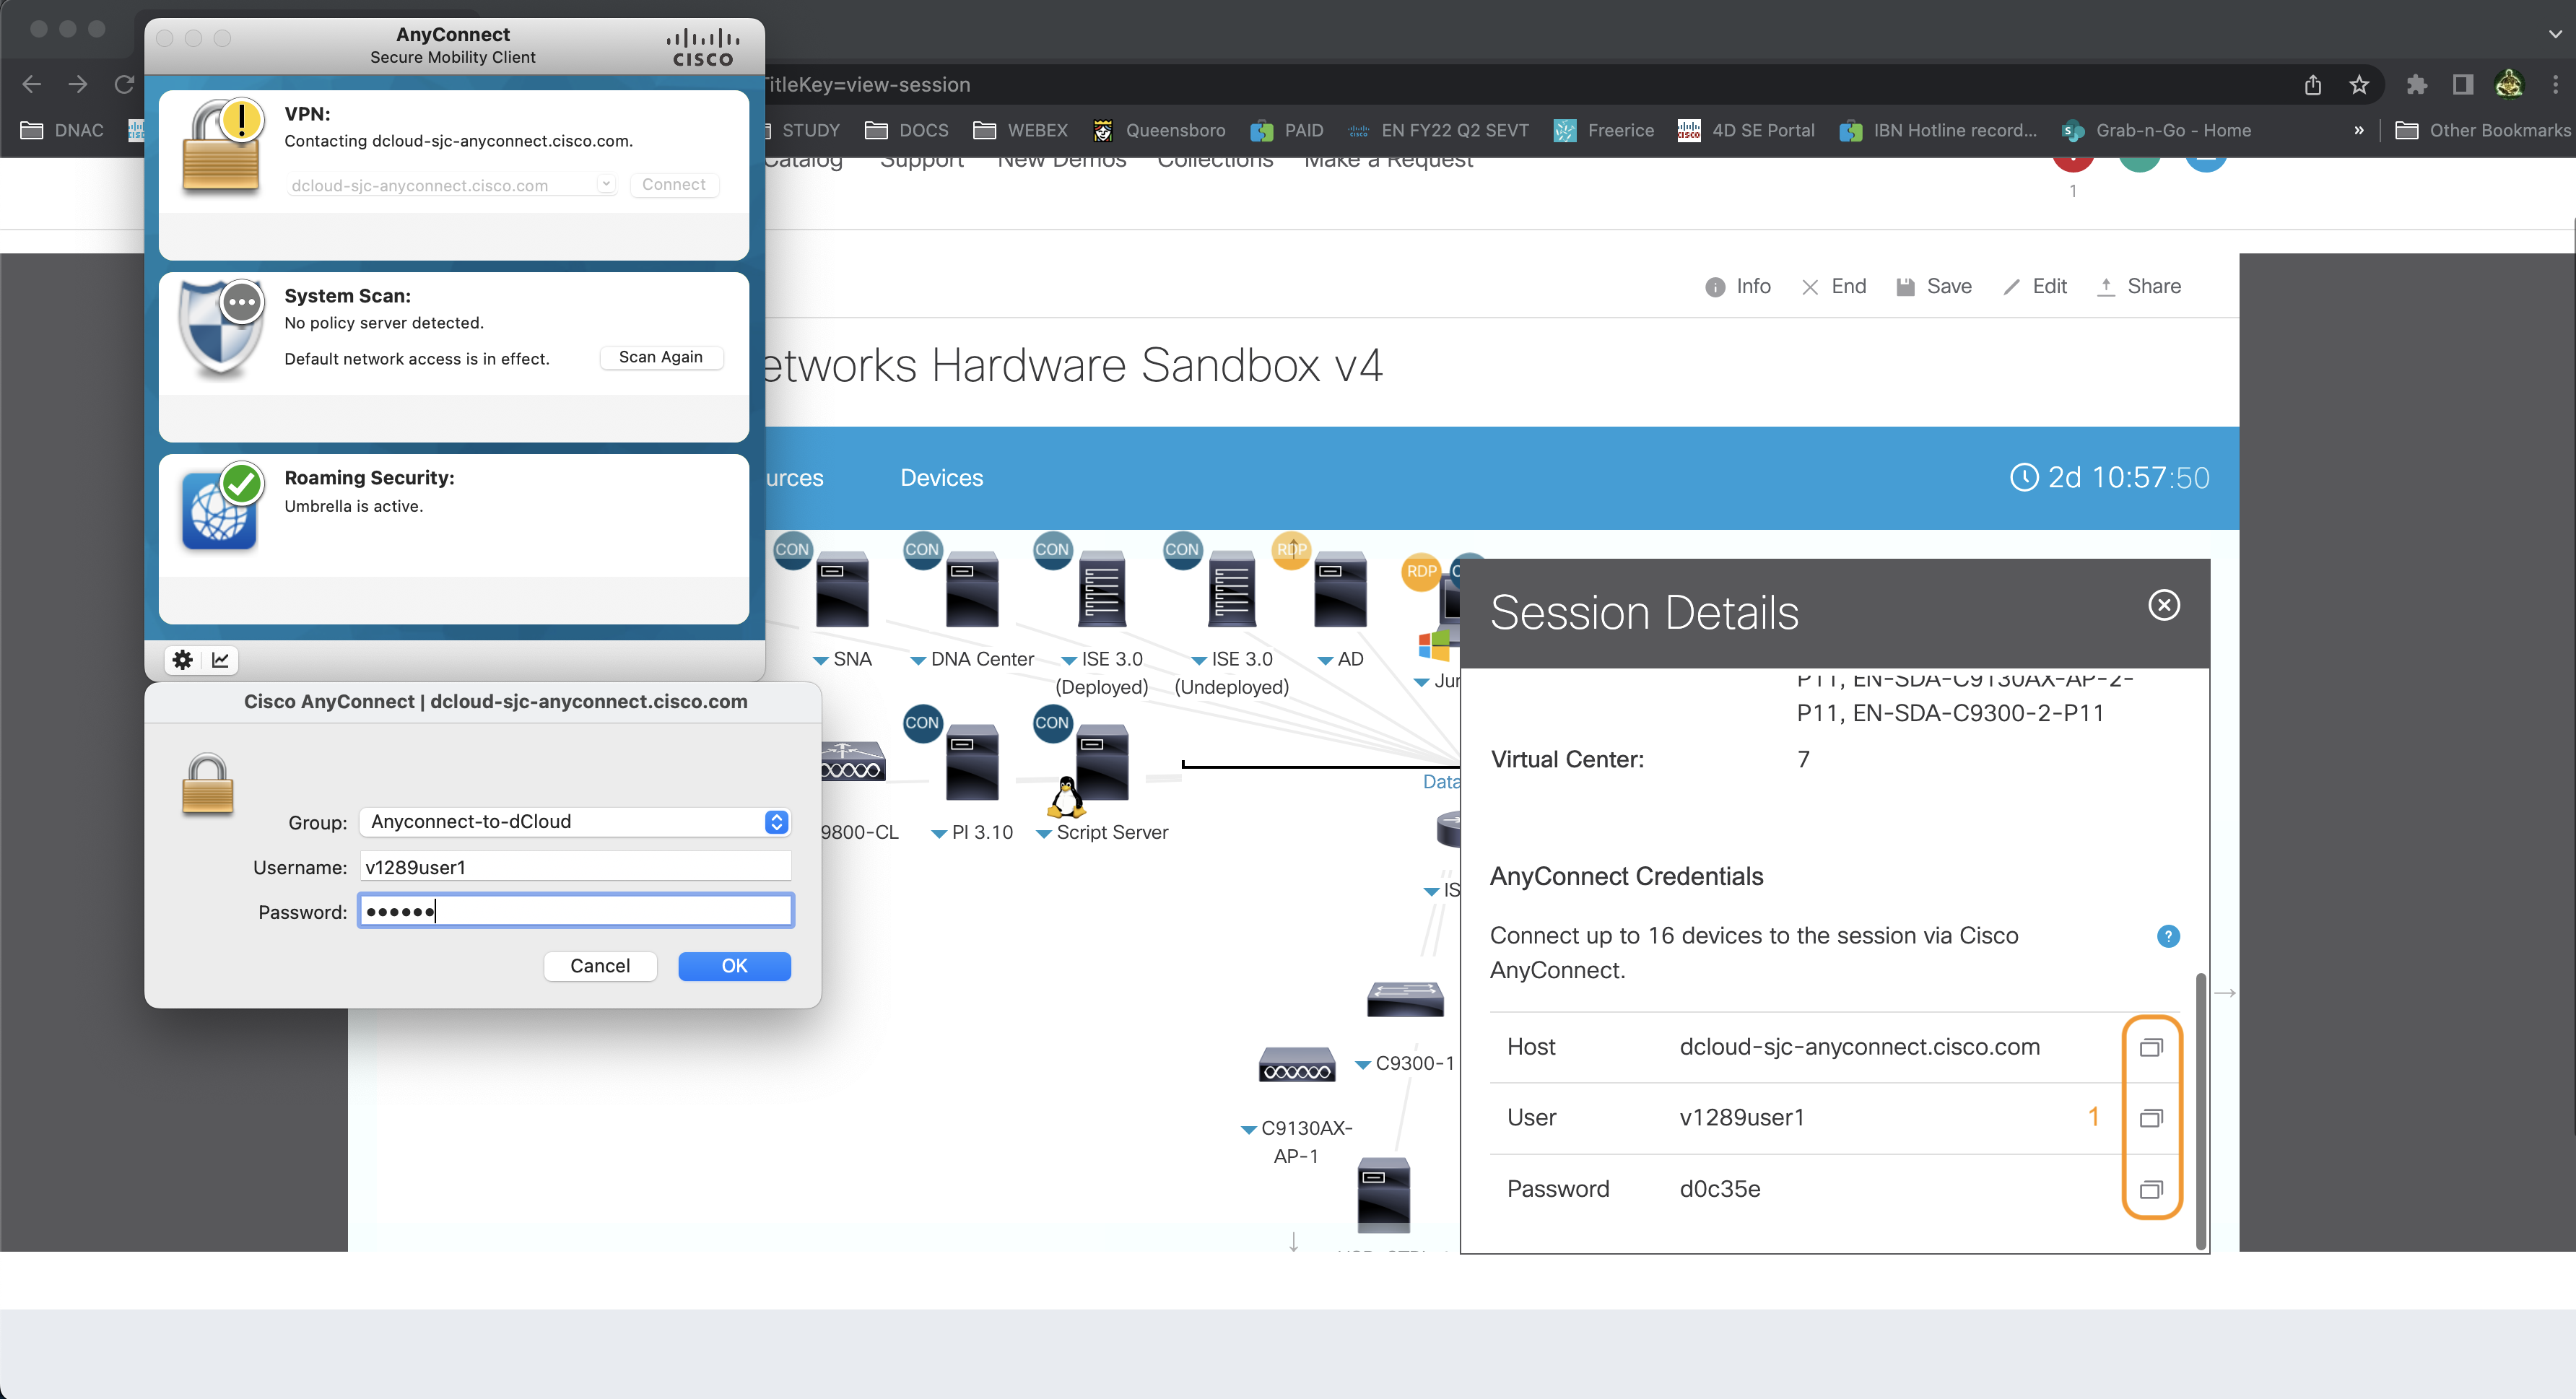 AnyConnect
Secure Mobility Client
CISCO
TitleKey=view-session
DNAC
STUDY
DOCS
WEBEX
Queensboro
PAID
EN FY22 Q2 SEVT
Freerice
4D SE Portal
IBN Hotline record...
Grab-n-Go - Home
»
Other Bookmarks
VPN:
Contacting dcloud-sjc-anyconnect.cisco.com.
dcloud-sjc-anyconnect.cisco.com
Connect
System Scan:
No policy server detected.
Default network access is in effect.
Scan Again
Roaming Security:
Umbrella is active.
Catalog
Support
New Demos
Collections
Make a Request
1
Info
End
Save
Edit
Share
etworks Hardware Sandbox v4
urces
Devices
2d 10:57:50
CON
CON
CON
CON
RDP
RDP
SNA
DNA Center
ISE 3.0
(Deployed)
ISE 3.0
(Undeployed)
AD
Jur
CON
CON
9800-CL
PI 3.10
Script Server
Data
IS
C9300-1
C9130AX-
AP-1
Cisco AnyConnect | dcloud-sjc-anyconnect.cisco.com
Group:
Anyconnect-to-dCloud
Username:
v1289user1
Password:
••••••
Cancel
OK
Session Details
P11, EN-SDA-C9130AX-AP-2-
P11, EN-SDA-C9300-2-P11
Virtual Center:
7
AnyConnect Credentials
Connect up to 16 devices to the session via Cisco
AnyConnect.
?
Host
dcloud-sjc-anyconnect.cisco.com
User
v1289user1
1
Password
d0c35e